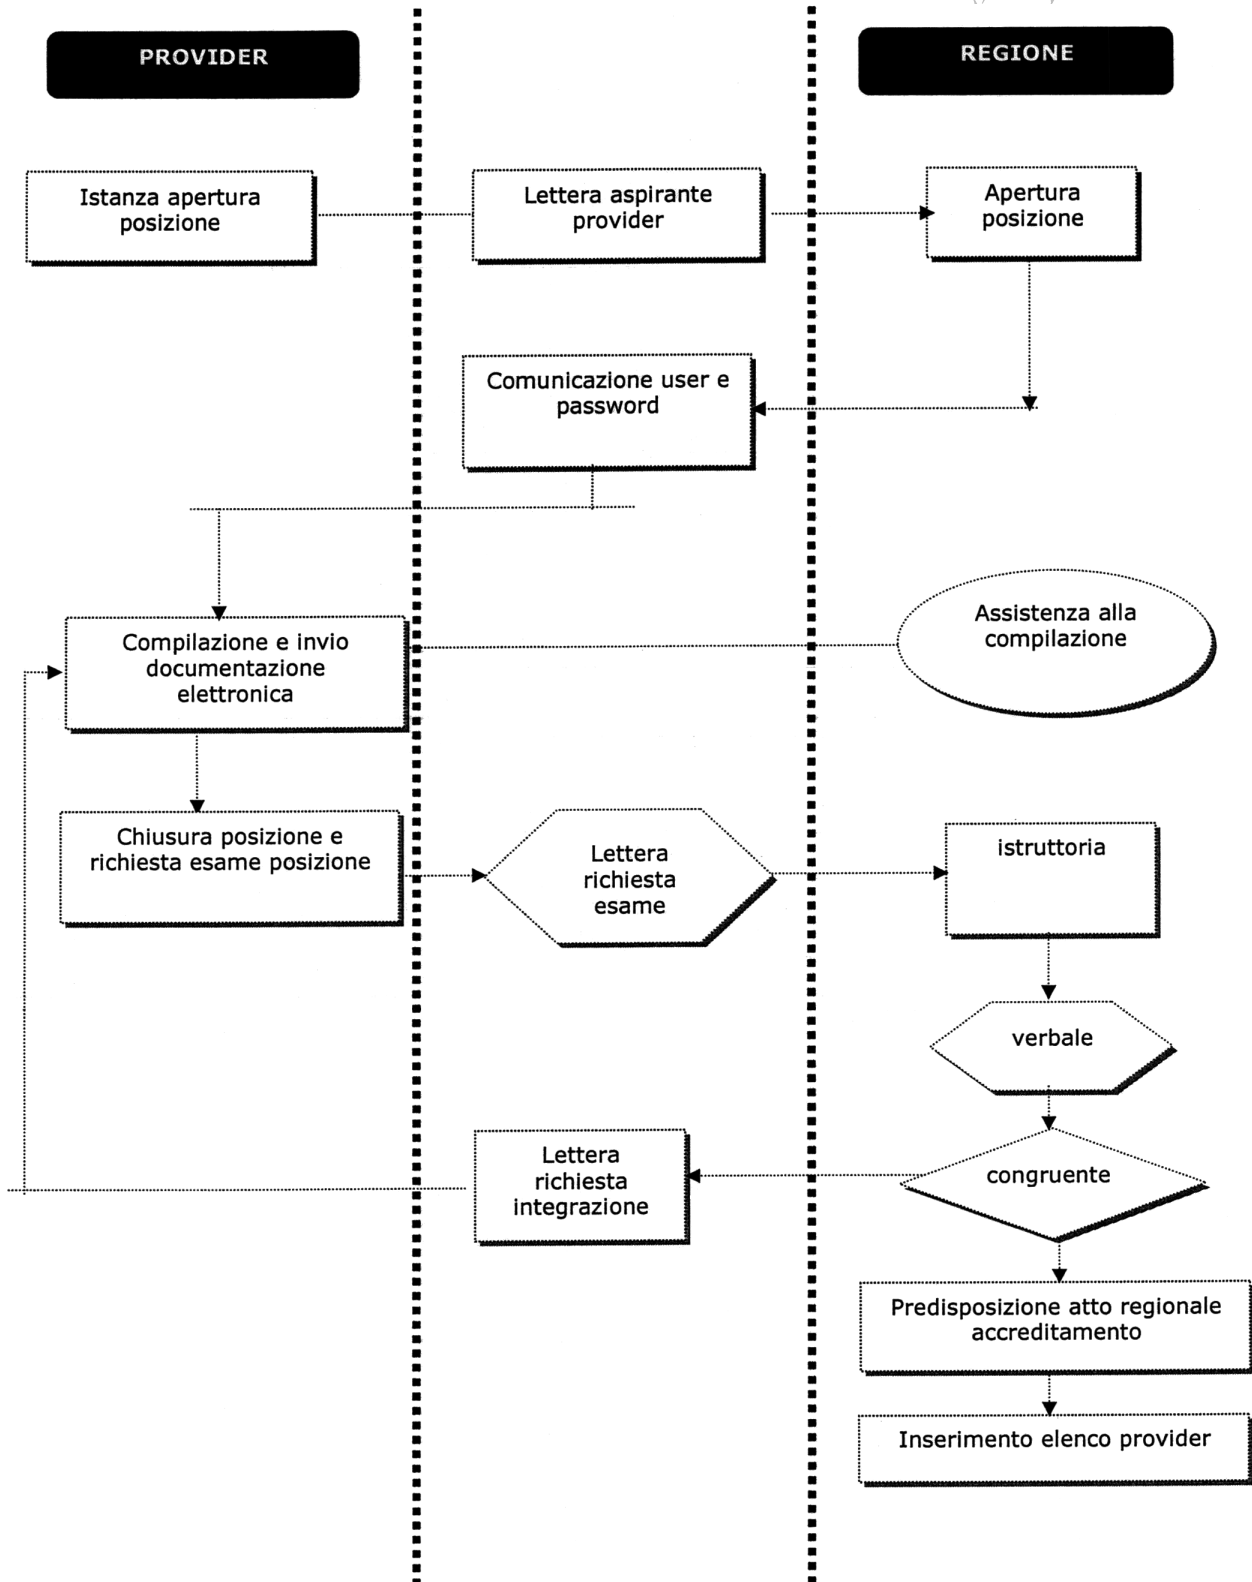 PROVIDER
REGIONE
Istanza apertura
posizione
Lettera aspirante
provider
Apertura
posizione
Comunicazione user e
password
Assistenza alla
compilazione
Compilazione e invio
documentazione
elettronica
Chiusura posizione e
richiesta esame posizione
Lettera
richiesta
esame
istruttoria
verbale
Lettera
richiesta
integrazione
congruente
Predisposizione atto regionale
accreditamento
Inserimento elenco provider